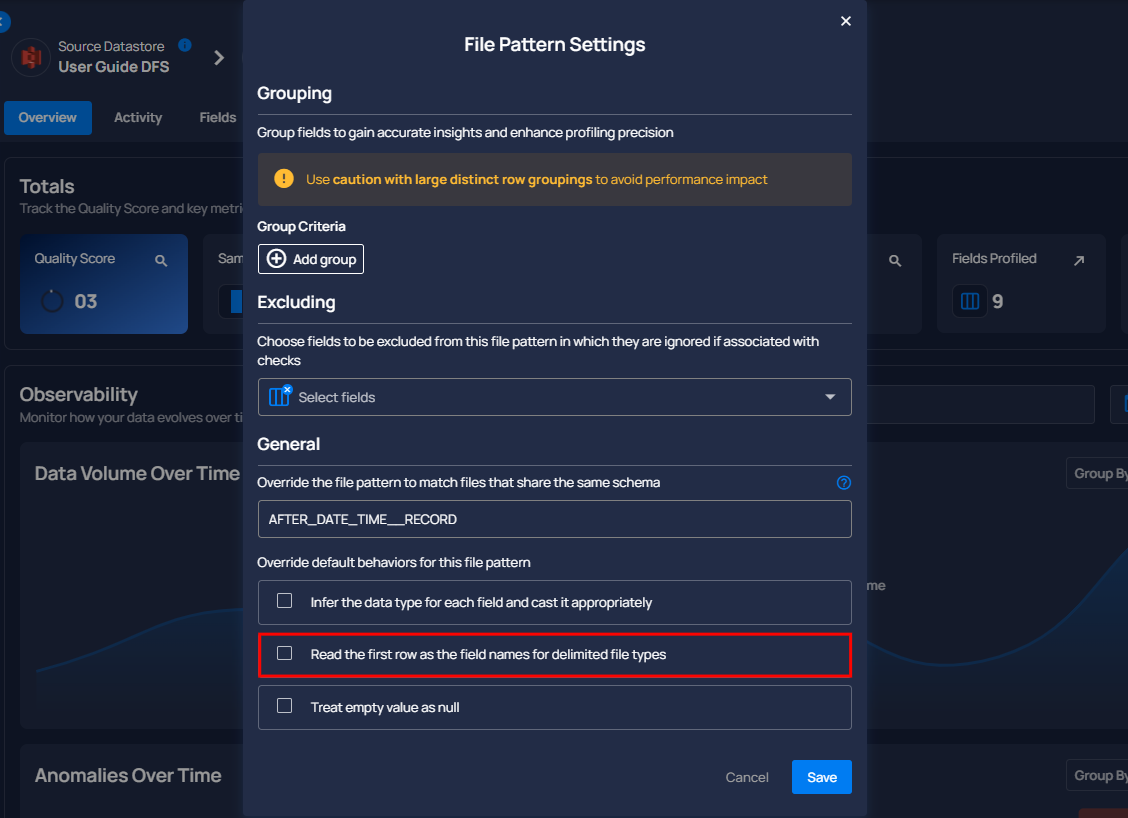 File Pattern Settings
Source Datastore
User Guide DFS
Overview
Activity
Fields
Totals
Track the Quality Score and key metri
Quality Score
03
Sam
Fields Profiled
9
Observability
Monitor how your data evolves over ti
Data Volume Over Time
Group By
me
Anomalies Over Time
Group By
Grouping
Group fields to gain accurate insights and enhance profiling precision
Use caution with large distinct row groupings to avoid performance impact
Group Criteria
Add group
Excluding
Choose fields to be excluded from this file pattern in which they are ignored if associated with
checks
Select fields
General
Override the file pattern to match files that share the same schema
AFTER_DATE_TIME__RECORD
Override default behaviors for this file pattern
Infer the data type for each field and cast it appropriately
Read the first row as the field names for delimited file types
Treat empty value as null
Cancel
Save